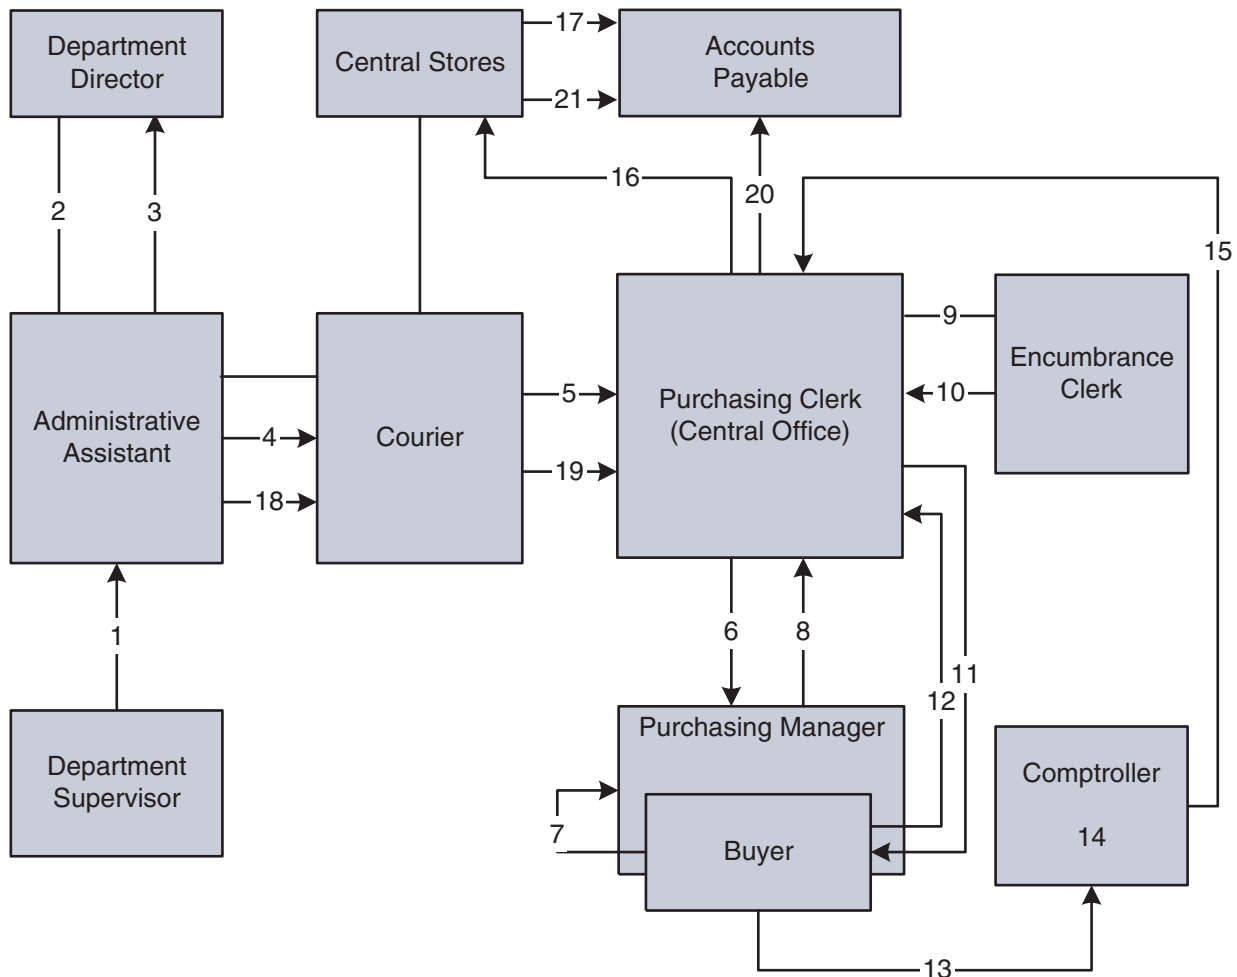 Department
Director
Central Stores
17
21
Accounts
Payable
2
3
16
20
15
Administrative
Assistant
4
18
Courier
5
19
Purchasing Clerk
(Central Office)
9
10
Encumbrance
Clerk
1
6
8
11
12
Department
Supervisor
Purchasing Manager
7
Buyer
Comptroller
14
13